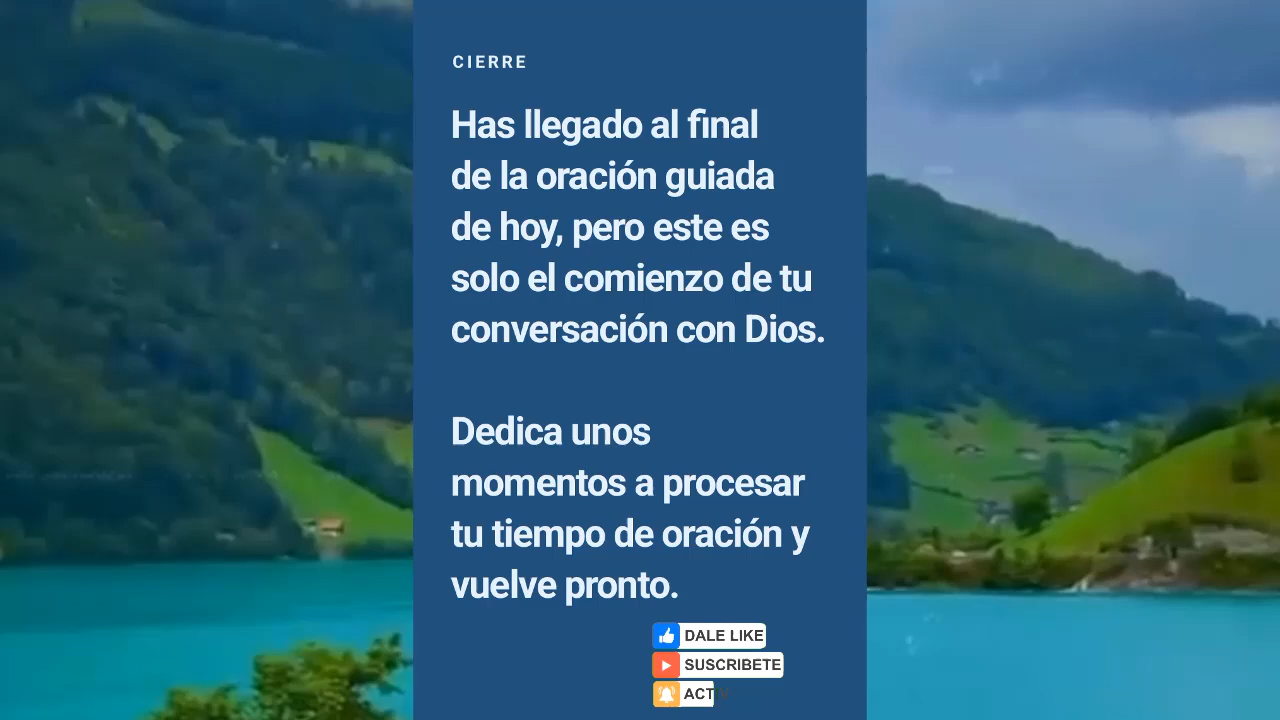 CIERRE
Has llegado al final
de la oración guiada
de hoy, pero este es
solo el comienzo de tu
conversación con Dios.
Dedica unos
momentos a procesar
tu tiempo de oración y
vuelve pronto.
DALE LIKE
SUSCRIBETE
ACT